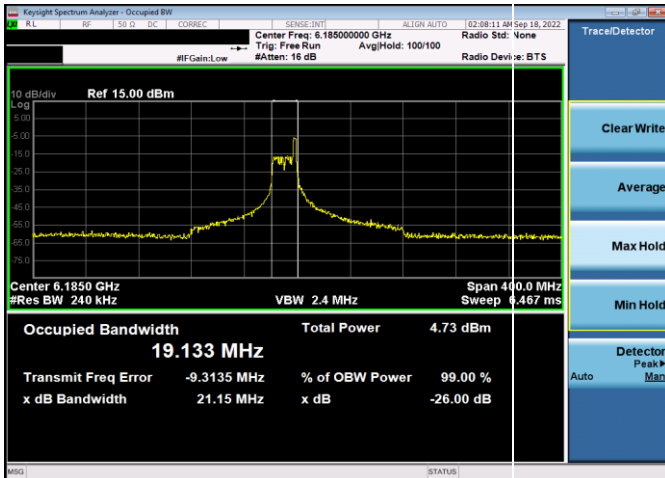 Keysight Spectrum Analyzer - Occupied BW
R L RF 50 Ω DC CORREC SENSE:INT ALIGN AUTO 02:08:11 AM Sep 18, 2022
Center Freq: 6.185000000 GHz Radio Std: None
Trig: Free Run Avg|Hold: 100/100
#IFGain:Low #Atten: 16 dB Radio Device: BTS
Trace/Detector
10 dB/div Ref 15.00 dBm
Log
5.00
-5.00
-15.0
-25.0
-35.0
-45.0
-55.0
-65.0
-75.0
Center 6.1850 GHz Span 400.0 MHz
#Res BW 240 kHz VBW 2.4 MHz Sweep 6.467 ms
Occupied Bandwidth Total Power 4.73 dBm
19.133 MHz
Transmit Freq Error -9.3135 MHz % of OBW Power 99.00 %
x dB Bandwidth 21.15 MHz x dB -26.00 dB
Clear Write
Average
Max Hold
Min Hold
Detector
Peak
Auto Man
MSG STATUS